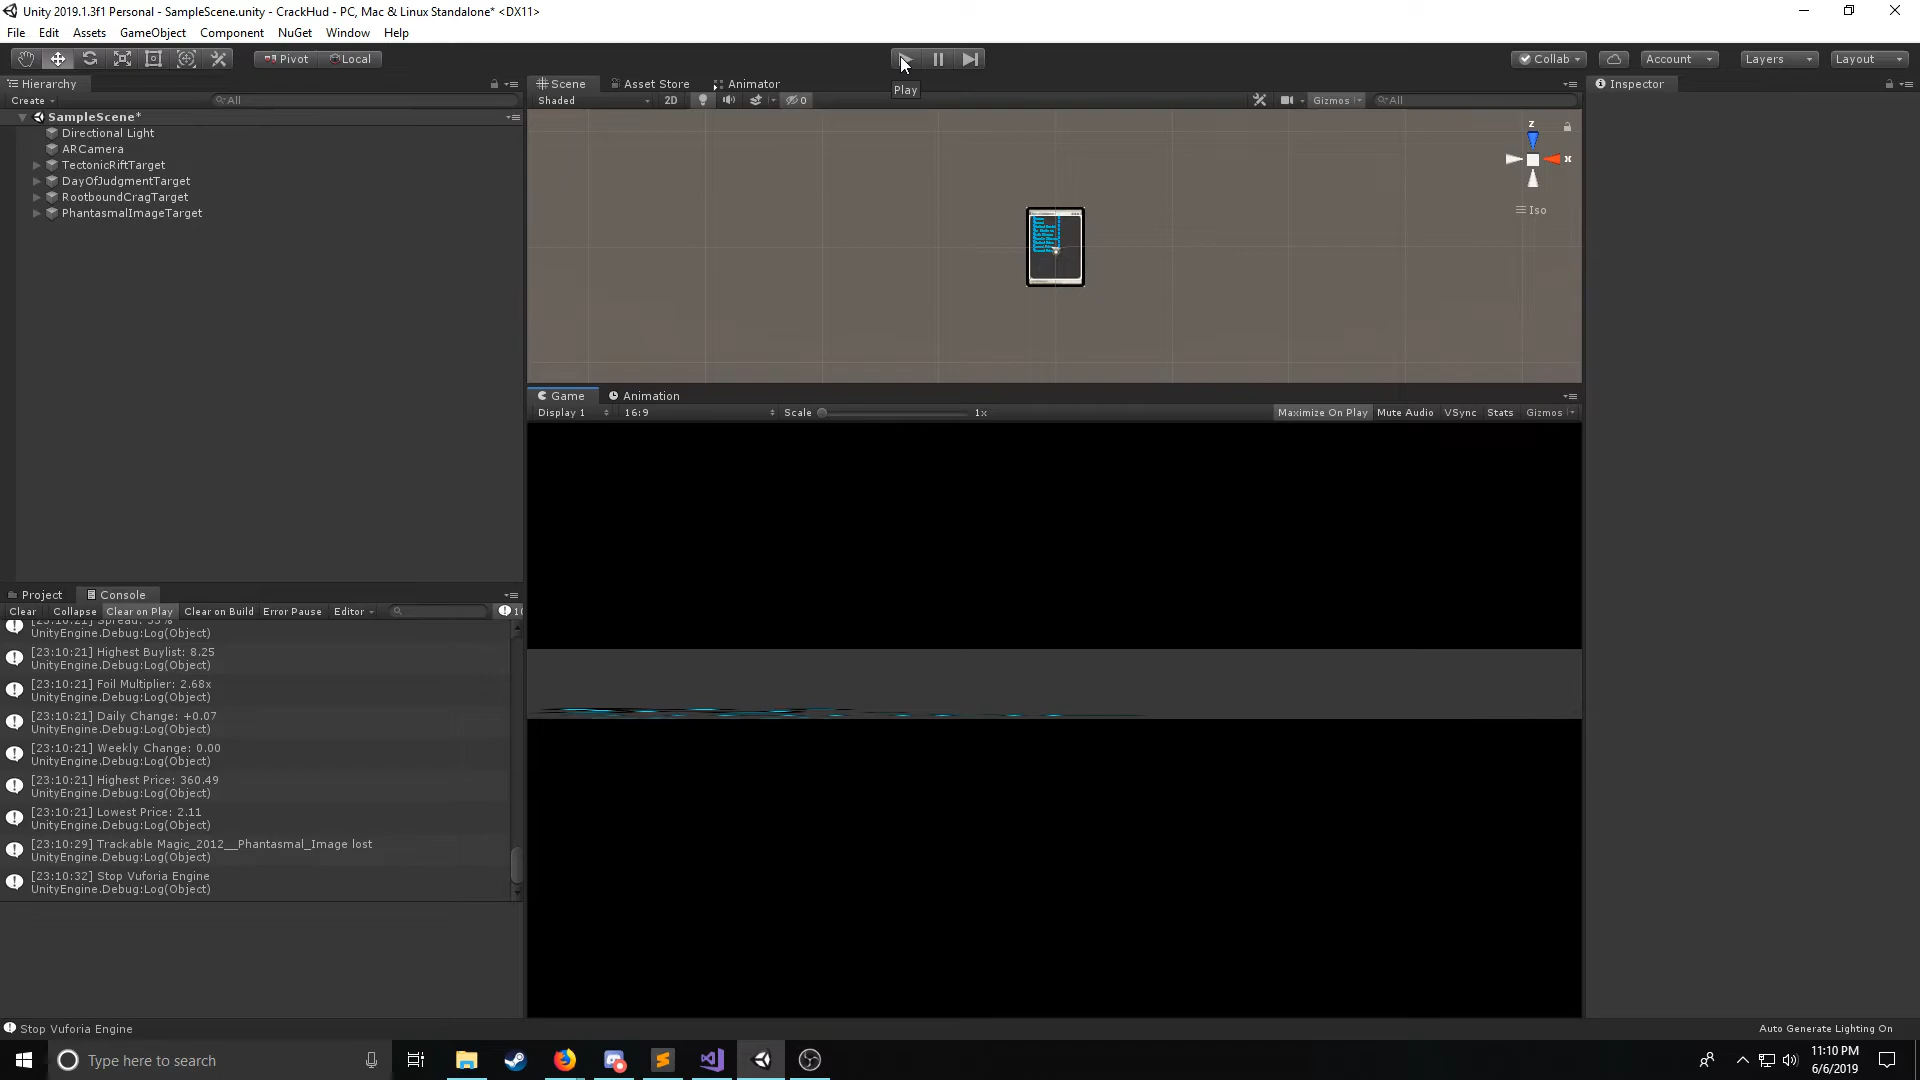 Unity 2019.1.3f1 Personal - SampleScene.unity - CrackHud - PC, Mac & Linux Standalone* <DX11>
File Edit Assets GameObject Component NuGet Window Help
Pivot Local Collab Account Layers Layout
Play
Hierarchy
Create All
SampleScene*
Directional Light
ARCamera
TectonicRiftTarget
DayOfJudgmentTarget
RootboundCragTarget
PhantasmalImageTarget
Scene Asset Store Animator
Shaded 2D 0 Gizmos All
z
x
Iso
Game Animation
Display 1 16:9 Scale 1x Maximize On Play Mute Audio VSync Stats Gizmos
Inspector
Project Console
Clear Collapse Clear on Play Clear on Build Error Pause Editor 10
UnityEngine.Debug:Log(Object)
[23:10:21] Highest Buylist: 8.25
UnityEngine.Debug:Log(Object)
[23:10:21] Foil Multiplier: 2.68x
UnityEngine.Debug:Log(Object)
[23:10:21] Daily Change: +0.07
UnityEngine.Debug:Log(Object)
[23:10:21] Weekly Change: 0.00
UnityEngine.Debug:Log(Object)
[23:10:21] Highest Price: 360.49
UnityEngine.Debug:Log(Object)
[23:10:21] Lowest Price: 2.11
UnityEngine.Debug:Log(Object)
[23:10:29] Trackable Magic_2012__Phantasmal_Image lost
UnityEngine.Debug:Log(Object)
[23:10:32] Stop Vuforia Engine
UnityEngine.Debug:Log(Object)
Stop Vuforia Engine
Auto Generate Lighting On
Type here to search
11:10 PM
6/6/2019